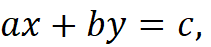 ax + by = c,